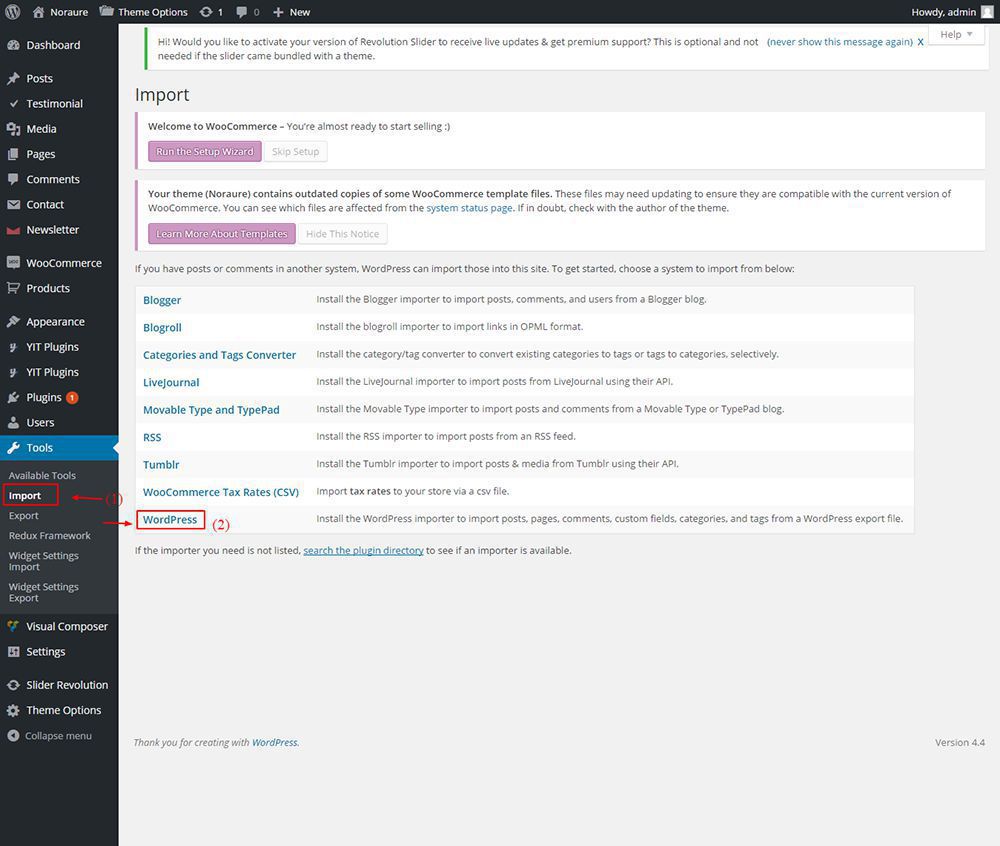 Noraure Theme Options 1 0 New Howdy, admin
Hi! Would you like to activate your version of Revolution Slider to receive live updates & get premium support? This is optional and not (never show this message again) X
needed if the slider came bundled with a theme.
Help
Dashboard
Posts
Testimonial
Media
Pages
Comments
Contact
Newsletter
WooCommerce
Products
Appearance
YIT Plugins
YIT Plugins
Plugins 1
Users
Tools
Available Tools
Import
(1)
Export
Redux Framework
Widget Settings
Import
Widget Settings
Export
Visual Composer
Settings
Slider Revolution
Theme Options
Collapse menu
Import
Welcome to WooCommerce – You're almost ready to start selling :)
Run the Setup Wizard Skip Setup
Your theme (Noraure) contains outdated copies of some WooCommerce template files. These files may need updating to ensure they are compatible with the current version of
WooCommerce. You can see which files are affected from the system status page. If in doubt, check with the author of the theme.
Learn More About Templates Hide This Notice
If you have posts or comments in another system, WordPress can import those into this site. To get started, choose a system to import from below:
Blogger Install the Blogger importer to import posts, comments, and users from a Blogger blog.
Blogroll Install the blogroll importer to import links in OPML format.
Categories and Tags Converter Install the category/tag converter to convert existing categories to tags or tags to categories, selectively.
LiveJournal Install the LiveJournal importer to import posts from LiveJournal using their API.
Movable Type and TypePad Install the Movable Type importer to import posts and comments from a Movable Type or TypePad blog.
RSS Install the RSS importer to import posts from an RSS feed.
Tumblr Install the Tumblr importer to import posts & media from Tumblr using their API.
WooCommerce Tax Rates (CSV) Import tax rates to your store via a csv file.
WordPress (2) Install the WordPress importer to import posts, pages, comments, custom fields, categories, and tags from a WordPress export file.
If the importer you need is not listed, search the plugin directory to see if an importer is available.
Thank you for creating with WordPress. Version 4.4